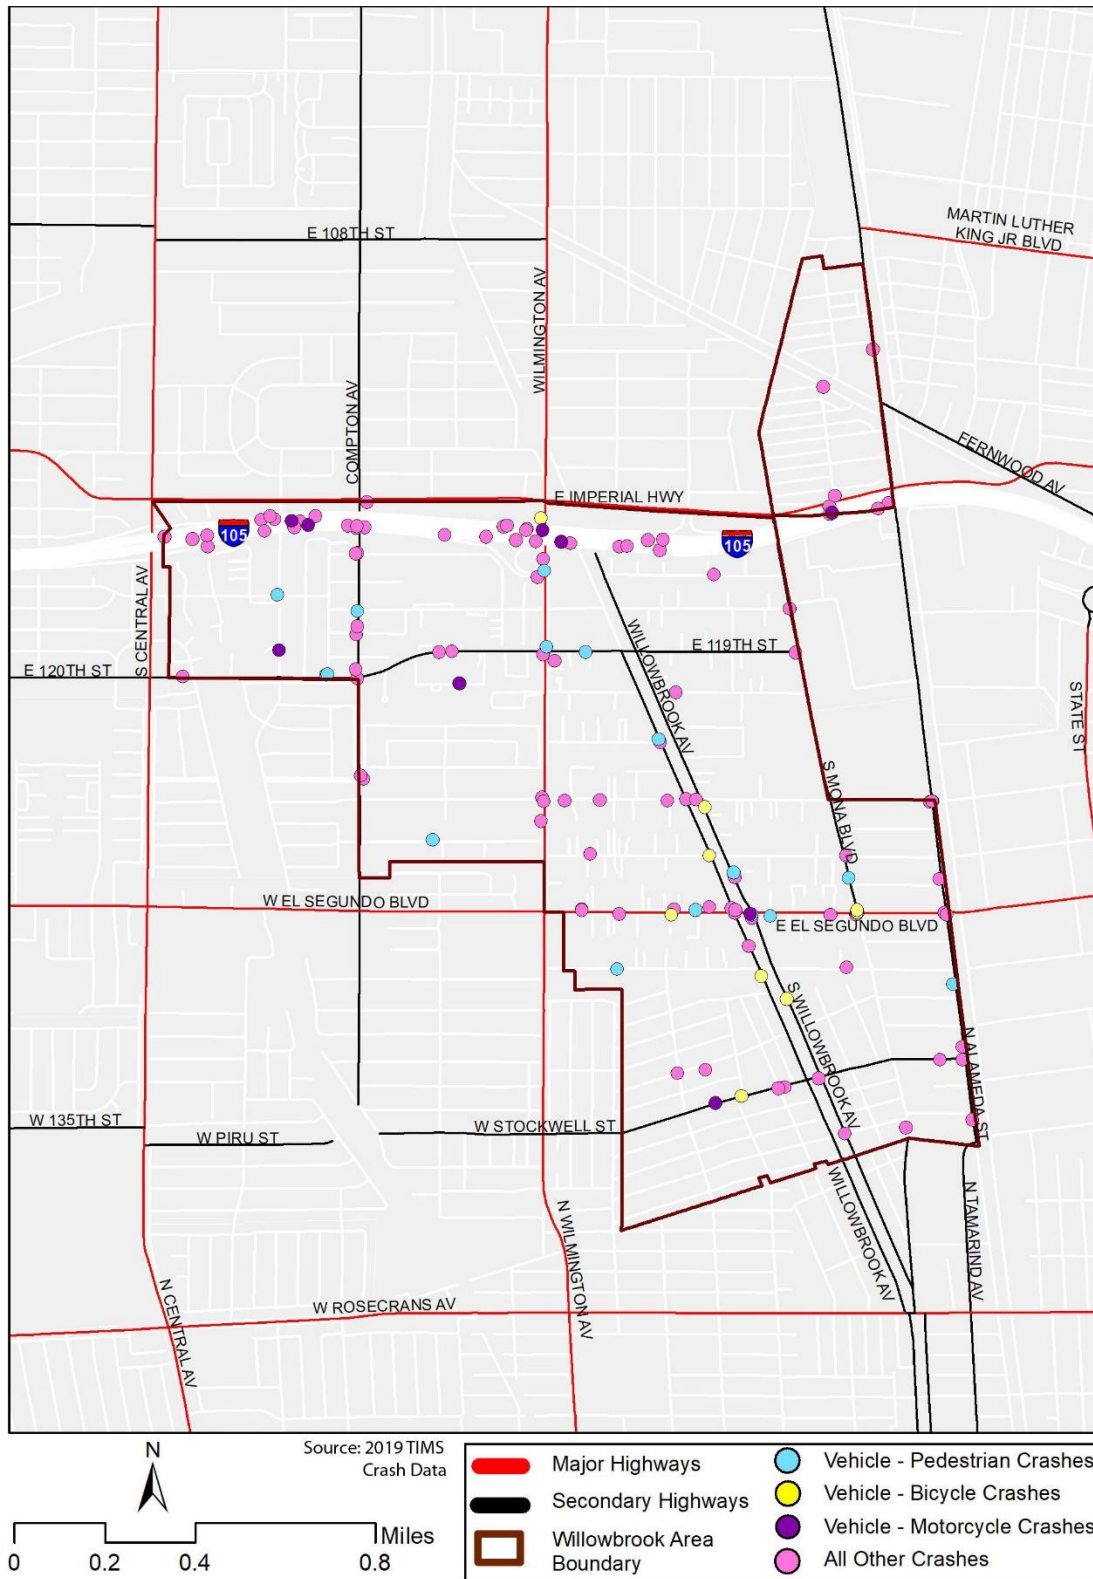 MARTIN LUTHER
KING JR BLVD
E 108TH ST
WILMINGTON AV
COMPTON AV
FERNWOOD AV
E IMPERIAL HWY
105
105
S CENTRAL AV
WILLOWBROOK AV
E 119TH ST
E 120TH ST
STATE ST
S MONA BLVD
W EL SEGUNDO BLVD
E EL SEGUNDO BLVD
S WILLOWBROOK AV
N ALAMEDA ST
W 135TH ST
W PIRU ST
W STOCKWELL ST
WILLOWBROOK AV
N TAMARIND AV
N WILMINGTON AV
N CENTRAL AV
W ROSECRANS AV
N
Source: 2019 TIMS
Crash Data
Miles
0 0.2 0.4 0.8
Major Highways
Secondary Highways
Willowbrook Area
Boundary
Vehicle - Pedestrian Crashes
Vehicle - Bicycle Crashes
Vehicle - Motorcycle Crashes
All Other Crashes